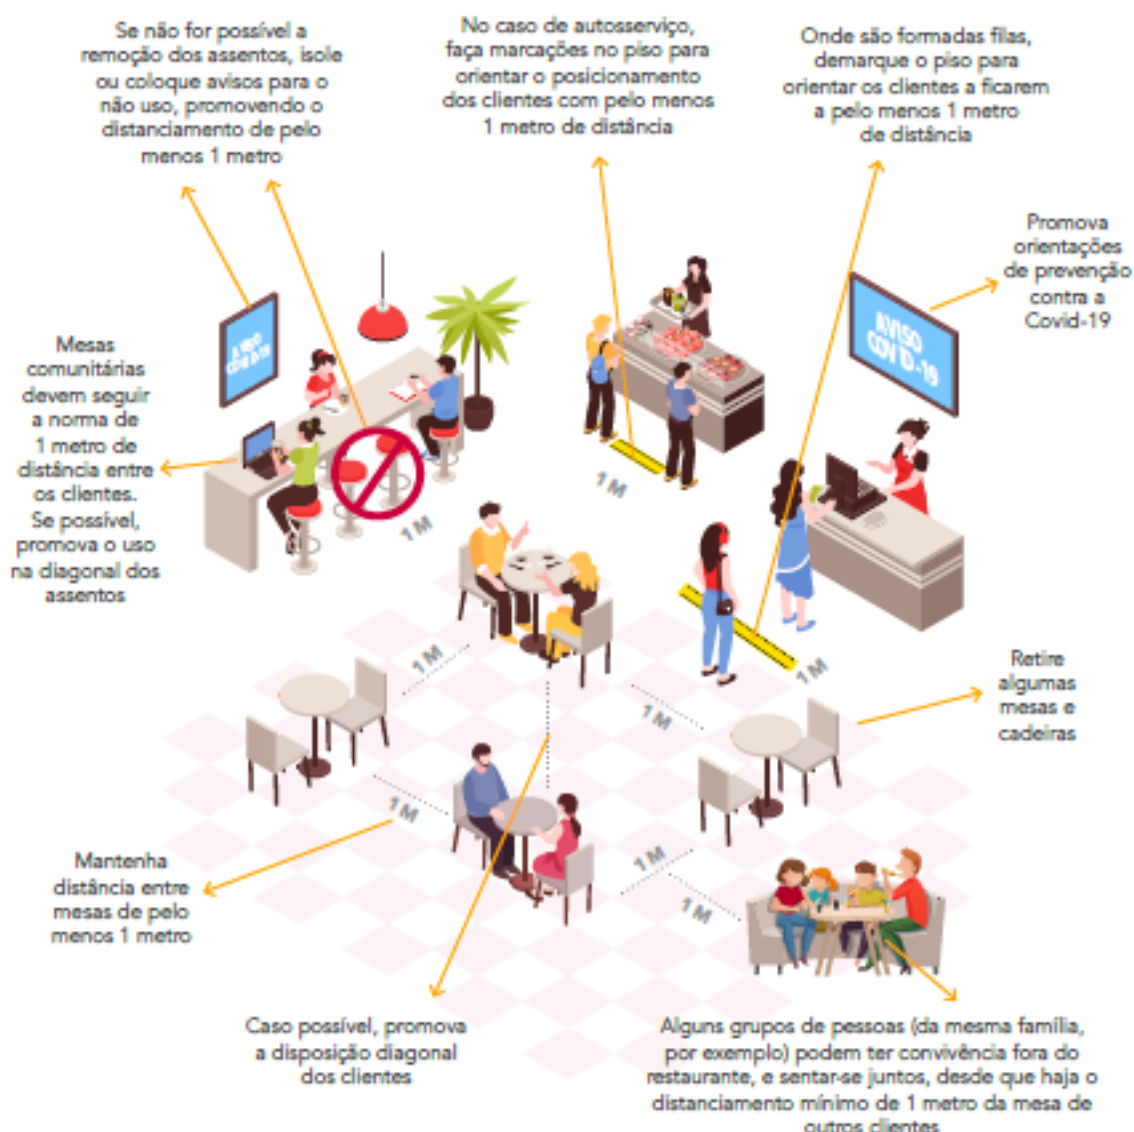 Se não for possível a
remoção dos assentos, isole
ou coloque avisos para o
não uso, promovendo o
distanciamento de pelo
menos 1 metro
No caso de autosserviço,
faça marcações no piso para
orientar o posicionamento
dos clientes com pelo menos
1 metro de distância
Onde são formadas filas,
demarque o piso para
orientar os clientes a ficarem
a pelo menos 1 metro
de distância
Promova
orientações
de prevenção
contra a
Covid-19
AVISO
COVID-19
AVISO
COVID-19
Mesas
comunitárias
devem seguir
a norma de
1 metro de
distância entre
os clientes.
Se possível,
promova o uso
na diagonal dos
assentos
1 M
1 M
1 M
1 M
1 M
1 M
1 M
1 M
Retire
algumas
mesas e
cadeiras
Mantenha
distância entre
mesas de pelo
menos 1 metro
Caso possível, promova
a disposição diagonal
dos clientes
Alguns grupos de pessoas (da mesma família,
por exemplo) podem ter convivência fora do
restaurante, e sentar-se juntos, desde que haja o
distanciamento mínimo de 1 metro da mesa de
outros clientes